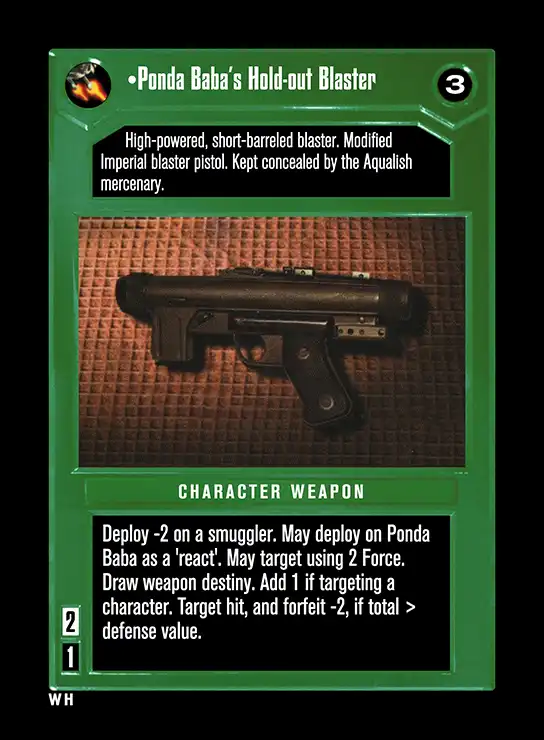 •Ponda Baba's Hold-out Blaster
3
High-powered, short-barreled blaster. Modified
Imperial blaster pistol. Kept concealed by the Aqualish
mercenary.
CHARACTER WEAPON
Deploy -2 on a smuggler. May deploy on Ponda
Baba as a 'react'. May target using 2 Force.
Draw weapon destiny. Add 1 if targeting a
character. Target hit, and forfeit -2, if total >
defense value.
2
1
WH